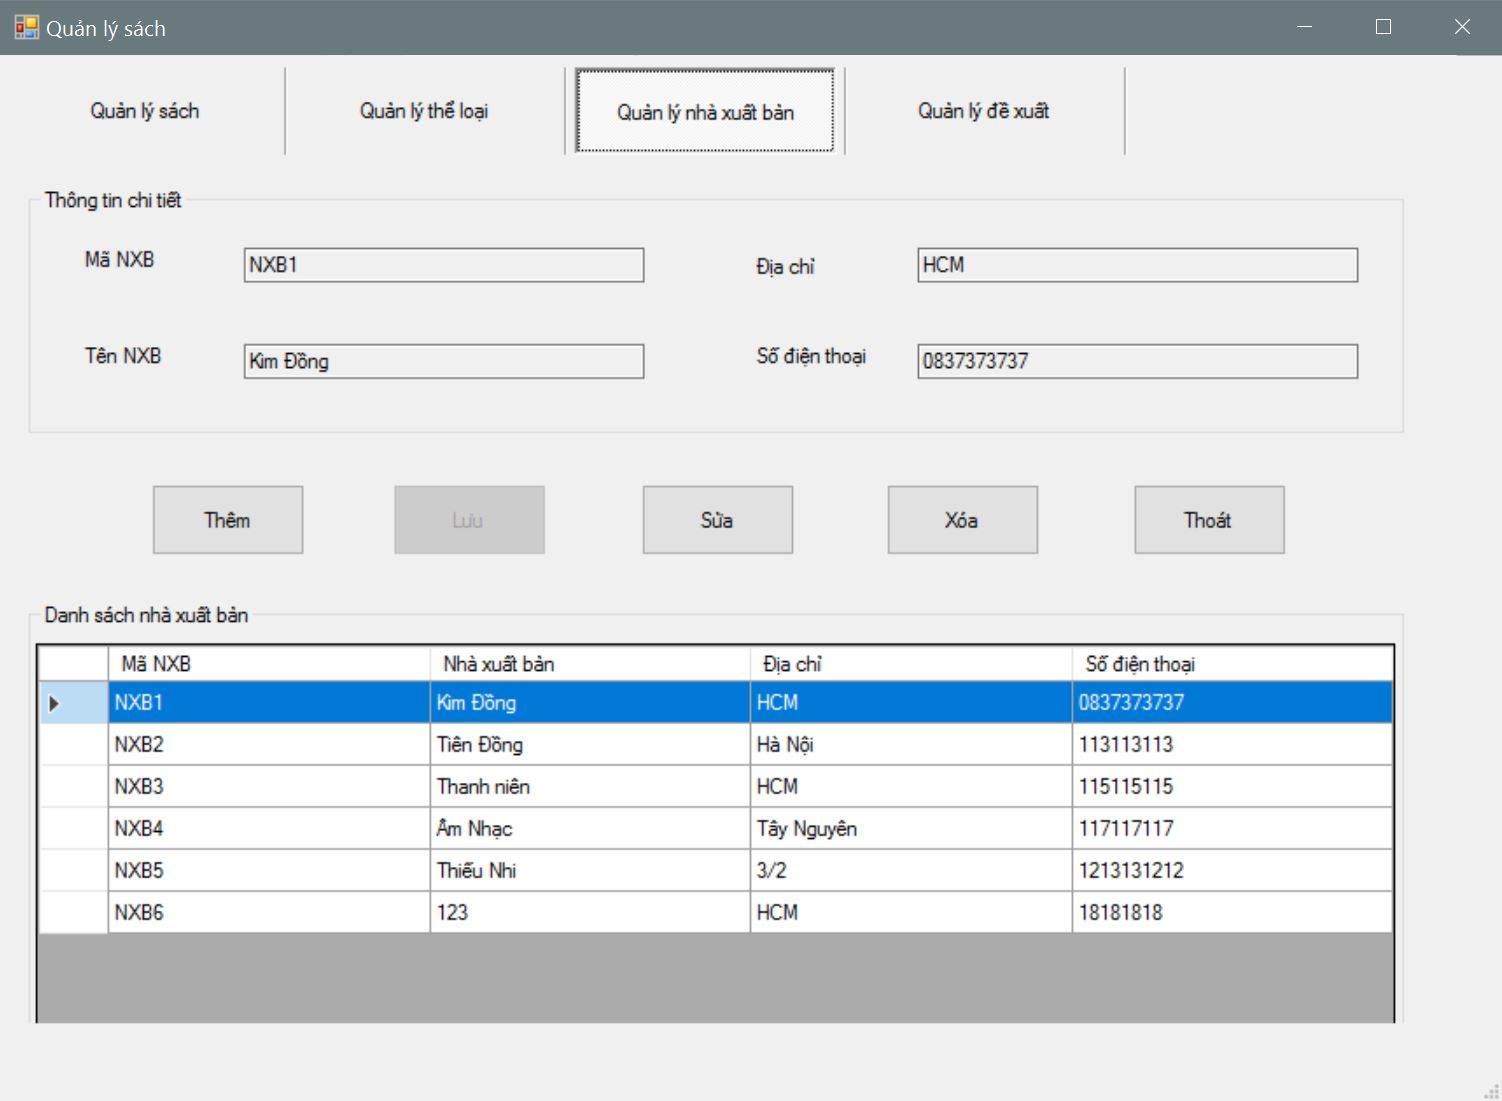 Quản lý sách
Quản lý sách Quản lý thể loại Quản lý nhà xuất bản Quản lý đề xuất
Thông tin chi tiết
Mã NXB NXB1 Địa chỉ HCM
Tên NXB Kim Đồng Số điện thoại 0837373737
Thêm Lưu Sửa Xóa Thoát
Danh sách nhà xuất bản
Mã NXB Nhà xuất bản Địa chỉ Số điện thoại
NXB1 Kim Đồng HCM 0837373737
NXB2 Tiên Đồng Hà Nội 113113113
NXB3 Thanh niên HCM 115115115
NXB4 Âm Nhạc Tây Nguyên 117117117
NXB5 Thiếu Nhi 3/2 1213131212
NXB6 123 HCM 18181818